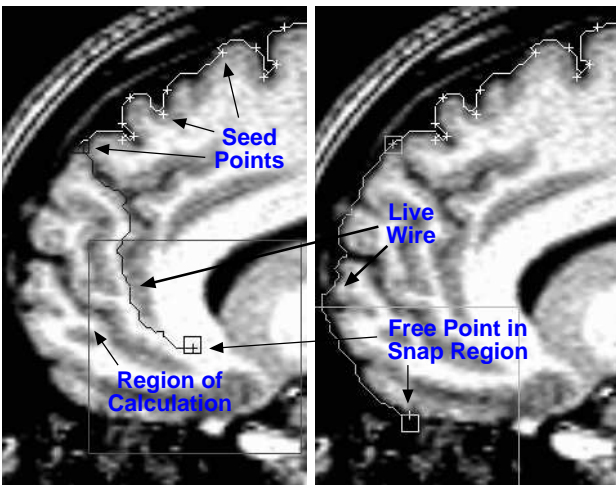 Seed
Points
Live
Wire
Free Point in
Snap Region
Region of
Calculation